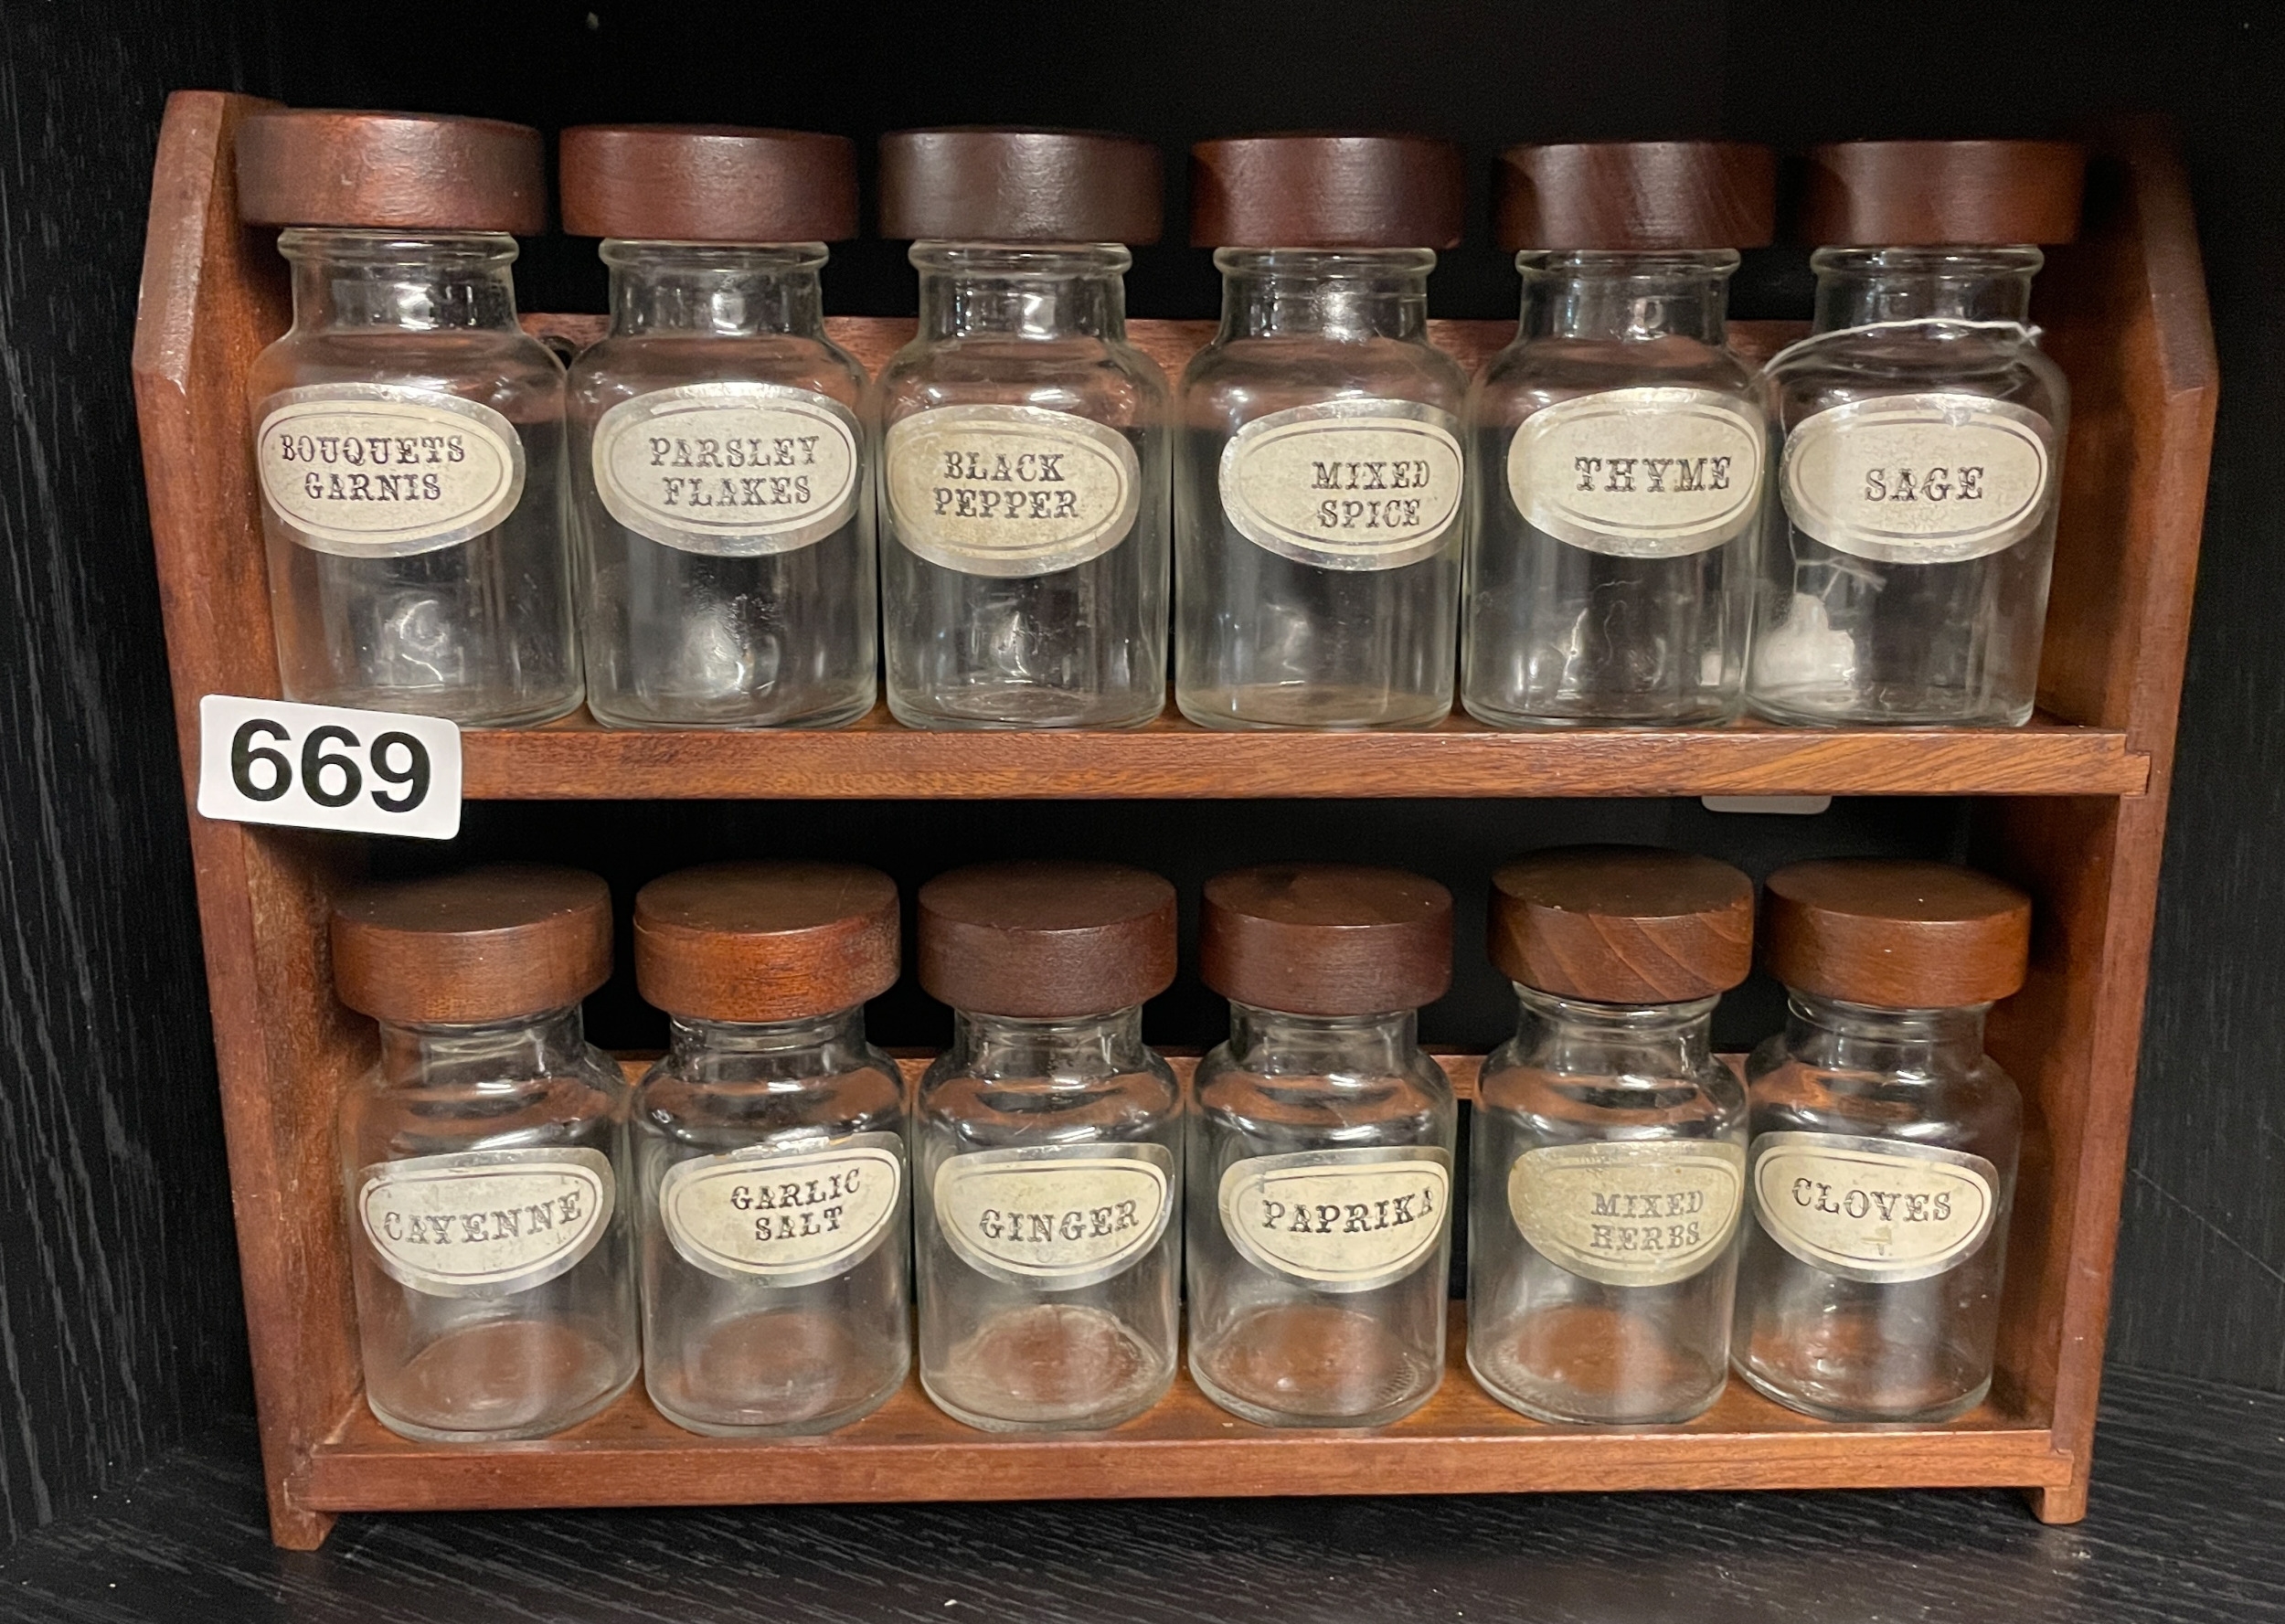 BOUQUETS
GARNIS
PARSLEY
FLAKES
BLACK
PEPPER
MIXED
SPICE
THYME
SAGE
669
CAYENNE
GARLIC
SALT
GINGER
PAPRIKA
MIXED
HERBS
CLOVES